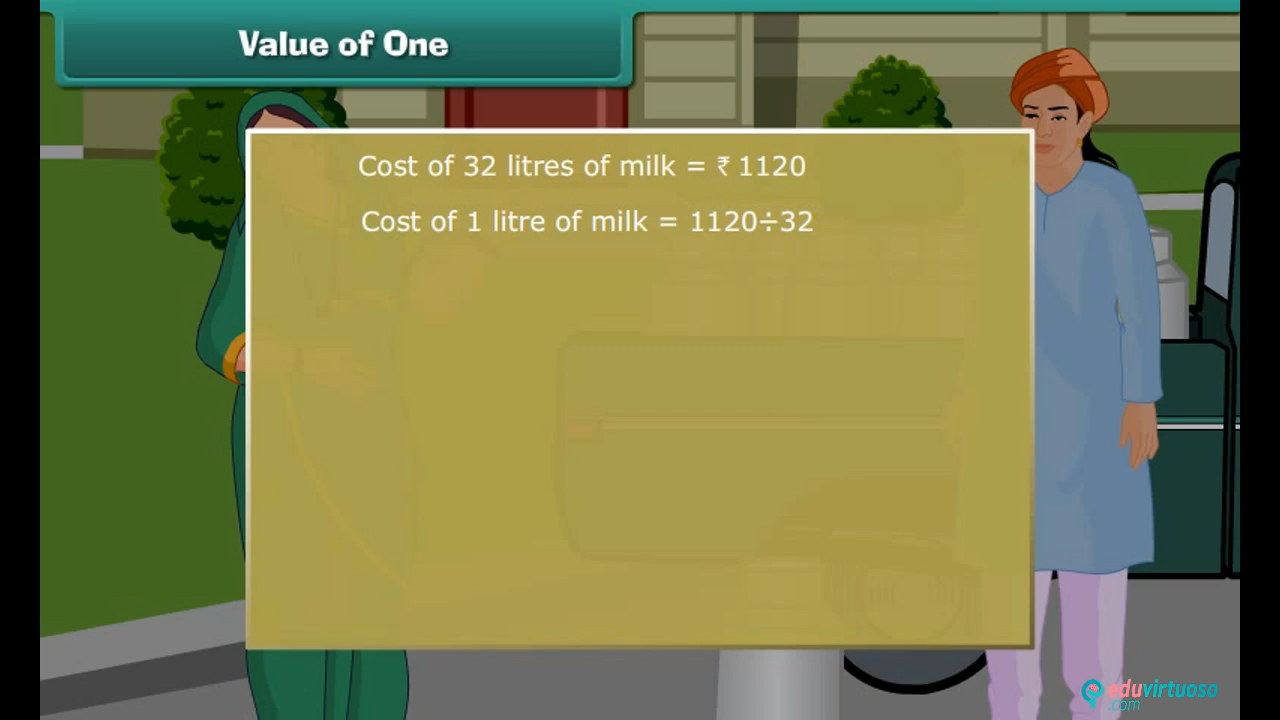 Value of One
Cost of 32 litres of milk = ₹ 1120
Cost of 1 litre of milk = 1120÷32
eduvirtuoso
.com